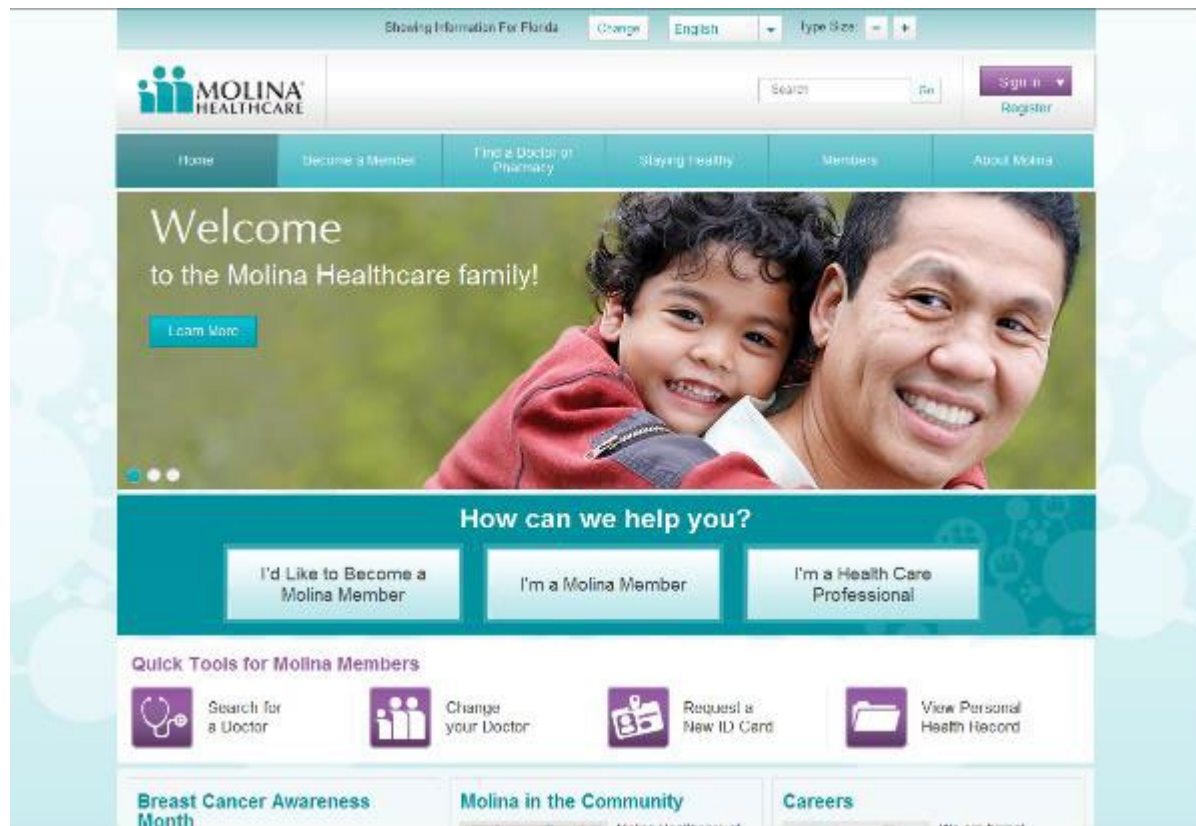 Showing Information For Florida
Change
English
Type Size: - +
MOLINA
HEALTHCARE
Search
Go
Sign In
Register
Home
Become a Member
Find a Doctor or
Pharmacy
Staying Healthy
Members
About Molina
Welcome
to the Molina Healthcare family!
Learn More
How can we help you?
I'd Like to Become a
Molina Member
I'm a Molina Member
I'm a Health Care
Professional
Quick Tools for Molina Members
Search for
a Doctor
Change
your Doctor
Request a
New ID Card
View Personal
Health Record
Breast Cancer Awareness
Month
Molina in the Community
Careers